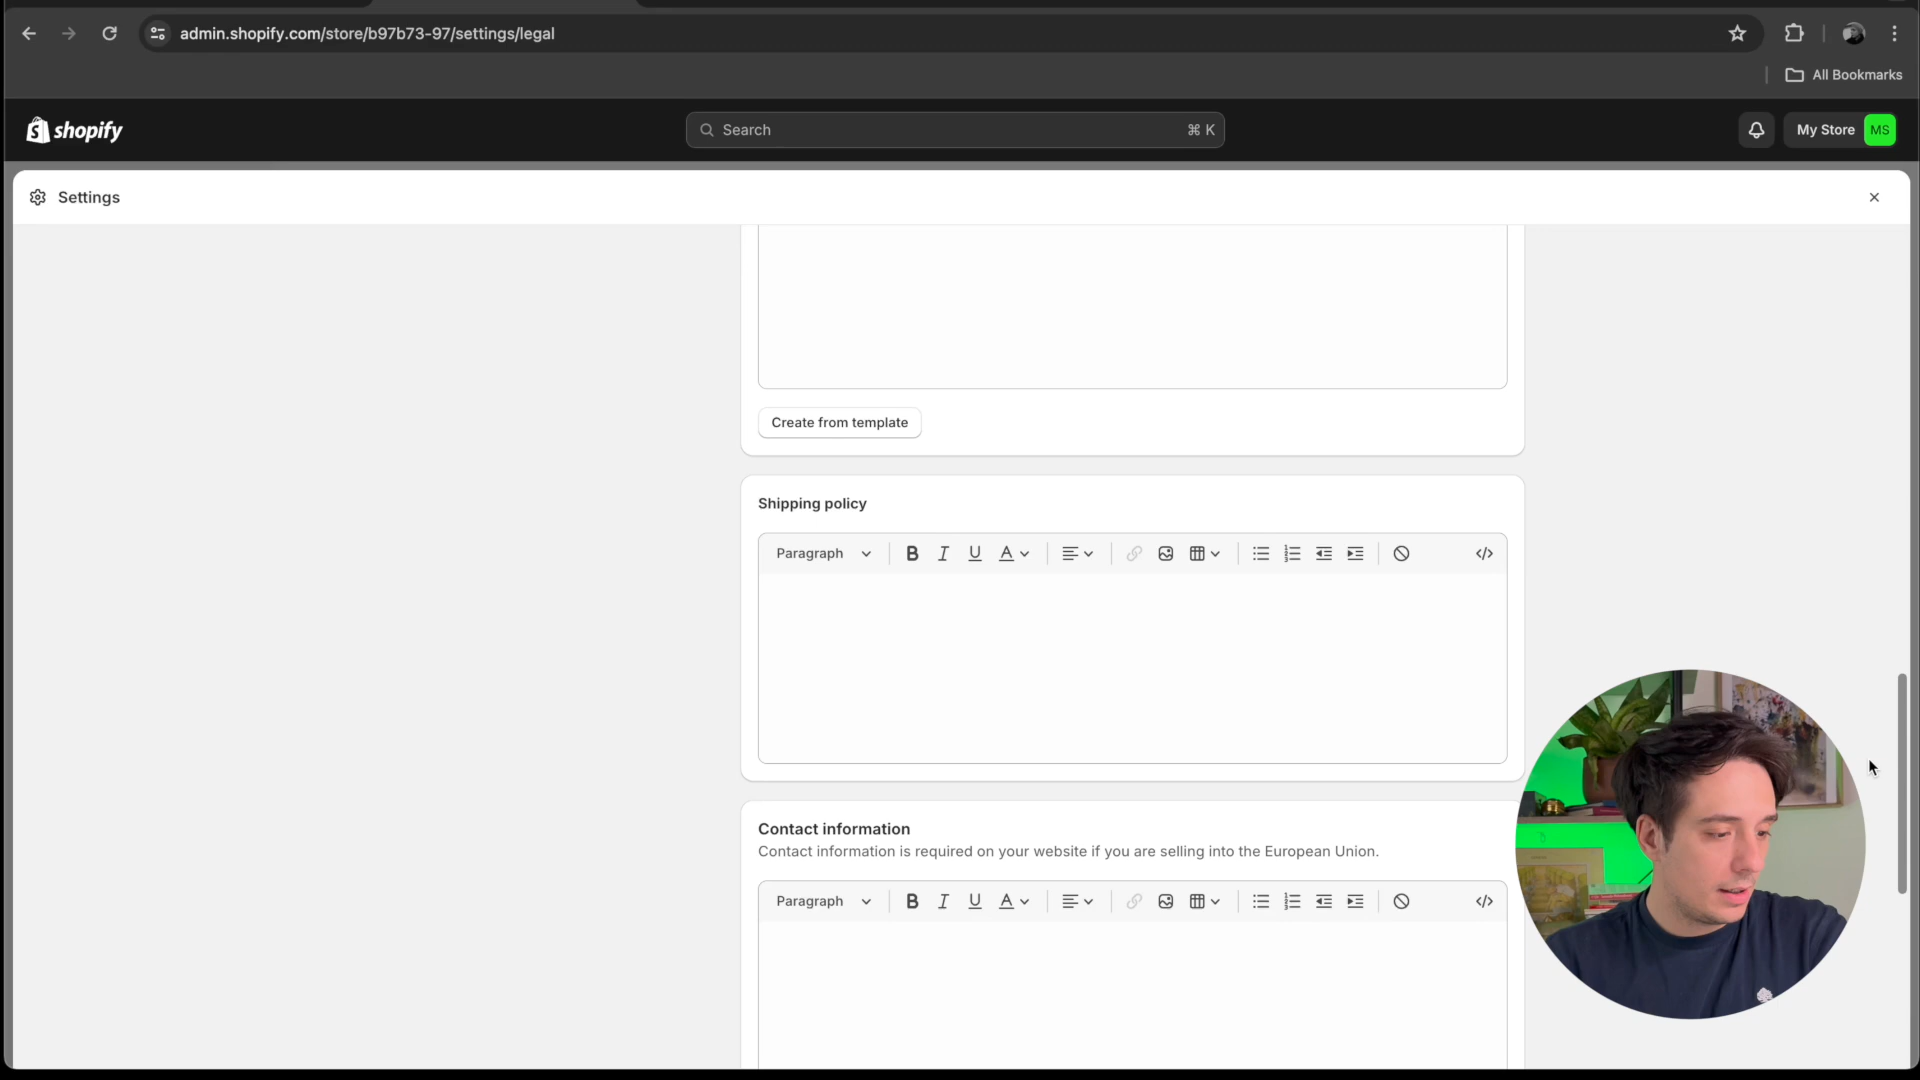 admin.shopify.com/store/b97b73-97/settings/legal
All Bookmarks
shopify
Search
⌘ K
My Store
MS
Settings
Create from template
Shipping policy
Paragraph
B I U A
Contact information
Contact information is required on your website if you are selling into the European Union.
Paragraph
B I U A